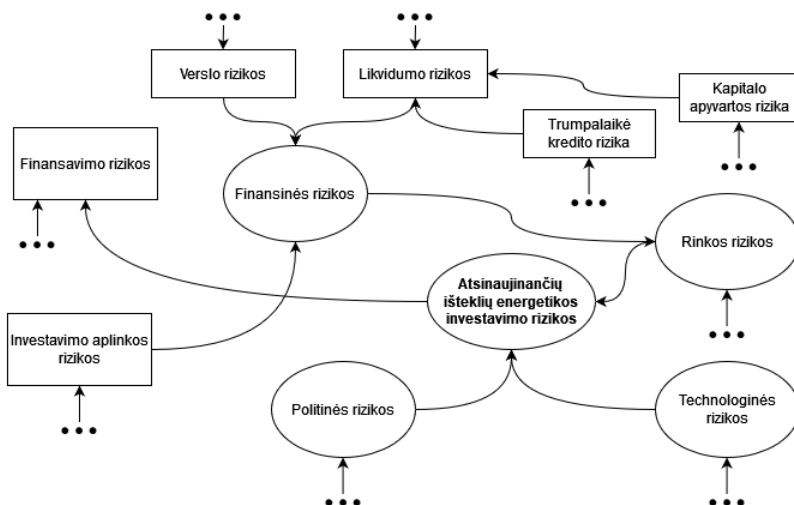 Verslo rizikos
Likvidumo rizikos
Kapitalo
apyvartos rizika
Trumpalaikė
kredito rizika
Finansavimo rizikos
Finansinės rizikos
Rinkos rizikos
Atsinaujinančių
išteklių energetikos
investavimo rizikos
Investavimo aplinkos
rizikos
Politinės rizikos
Technologinės
rizikos